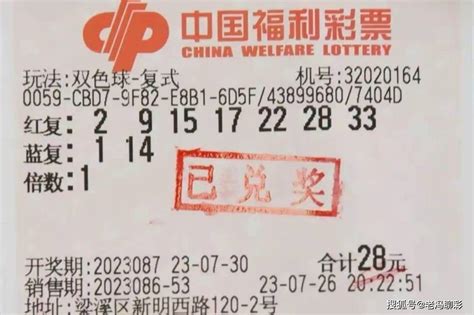 中国福利彩票
CHINA WELFARE LOTTERY
玩法:双色球-复式 机号:32020164
0059-CBD7-9F82-E8B1-6D5F/43899680/7404D
红复: 2 9 15 17 22 28 33
蓝复: 1 14
倍数:1
已兑奖
开奖期:2023087 23-07-30 合计28元
销售期:2023086-53 23-07-26 20:22:51
地址:梁溪区新明西路120-2号
搜狐号@老冯聊彩